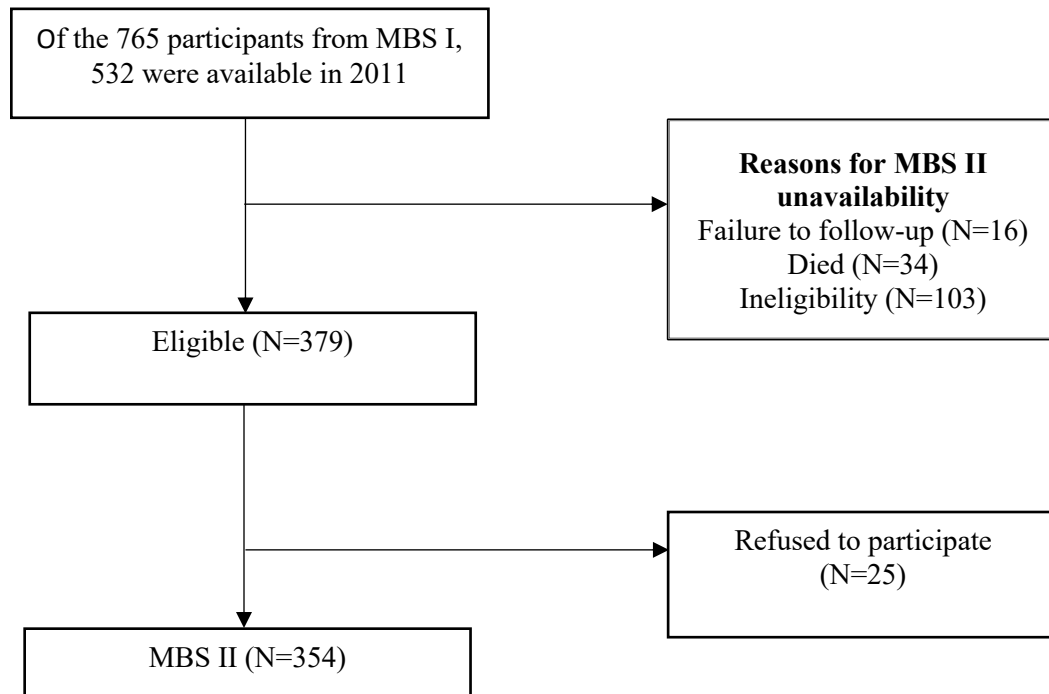 Of the 765 participants from MBS I,
532 were available in 2011
Reasons for MBS II
unavailability
Failure to follow-up (N=16)
Died (N=34)
Ineligibility (N=103)
Eligible (N=379)
Refused to participate
(N=25)
MBS II (N=354)